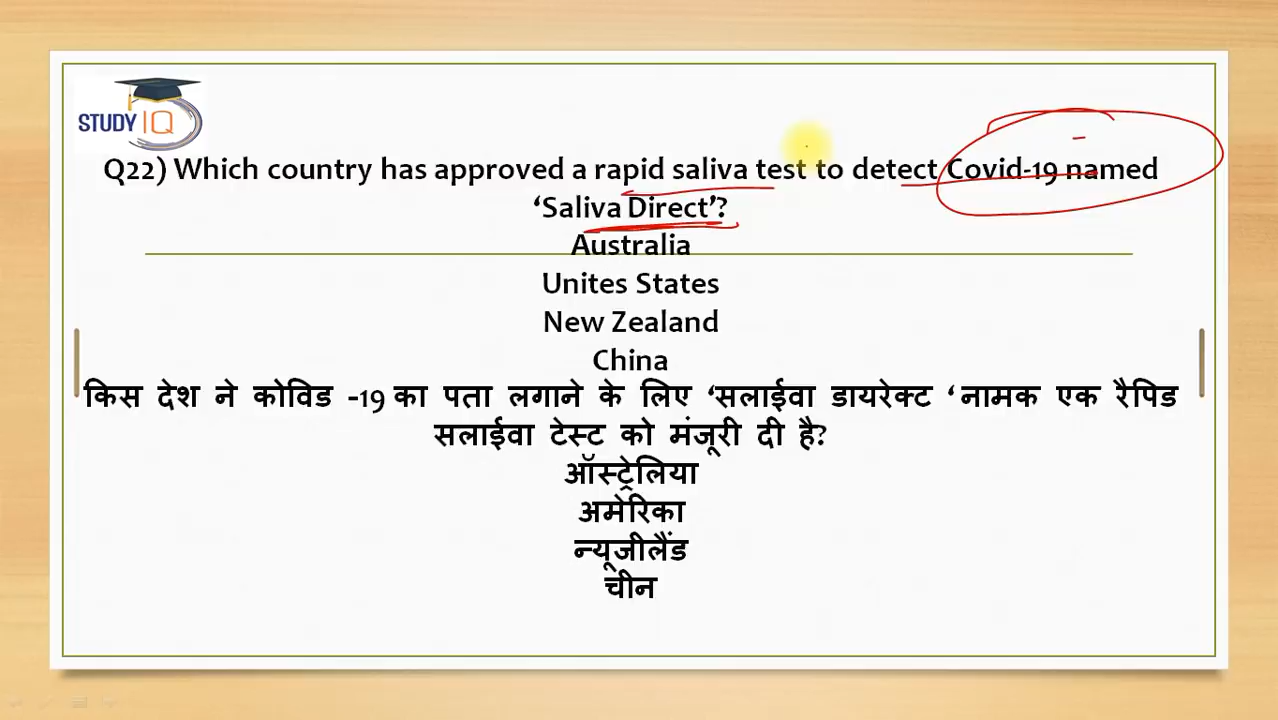 STUDY IQ
Q22) Which country has approved a rapid saliva test to detect Covid-19 named
‘Saliva Direct’?
Australia
Unites States
New Zealand
China
किस देश ने कोविड -19 का पता लगाने के लिए ‘सलाईवा डायरेक्ट ‘ नामक एक रैपिड
सलाईवा टेस्ट को मंजूरी दी है?
ऑस्ट्रेलिया
अमेरिका
न्यूजीलैंड
चीन